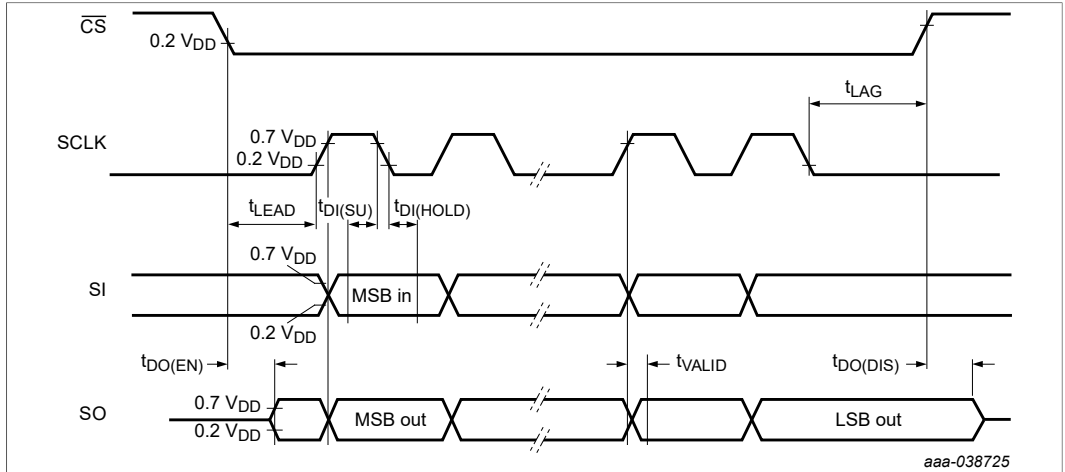 CS
0.2 VDD
tLAG
SCLK
0.7 VDD
0.2 VDD
tLEAD
tDI(SU)
tDI(HOLD)
0.7 VDD
SI
MSB in
0.2 VDD
tDO(EN)
tVALID
tDO(DIS)
0.7 VDD
SO
MSB out
LSB out
0.2 VDD
aaa-038725